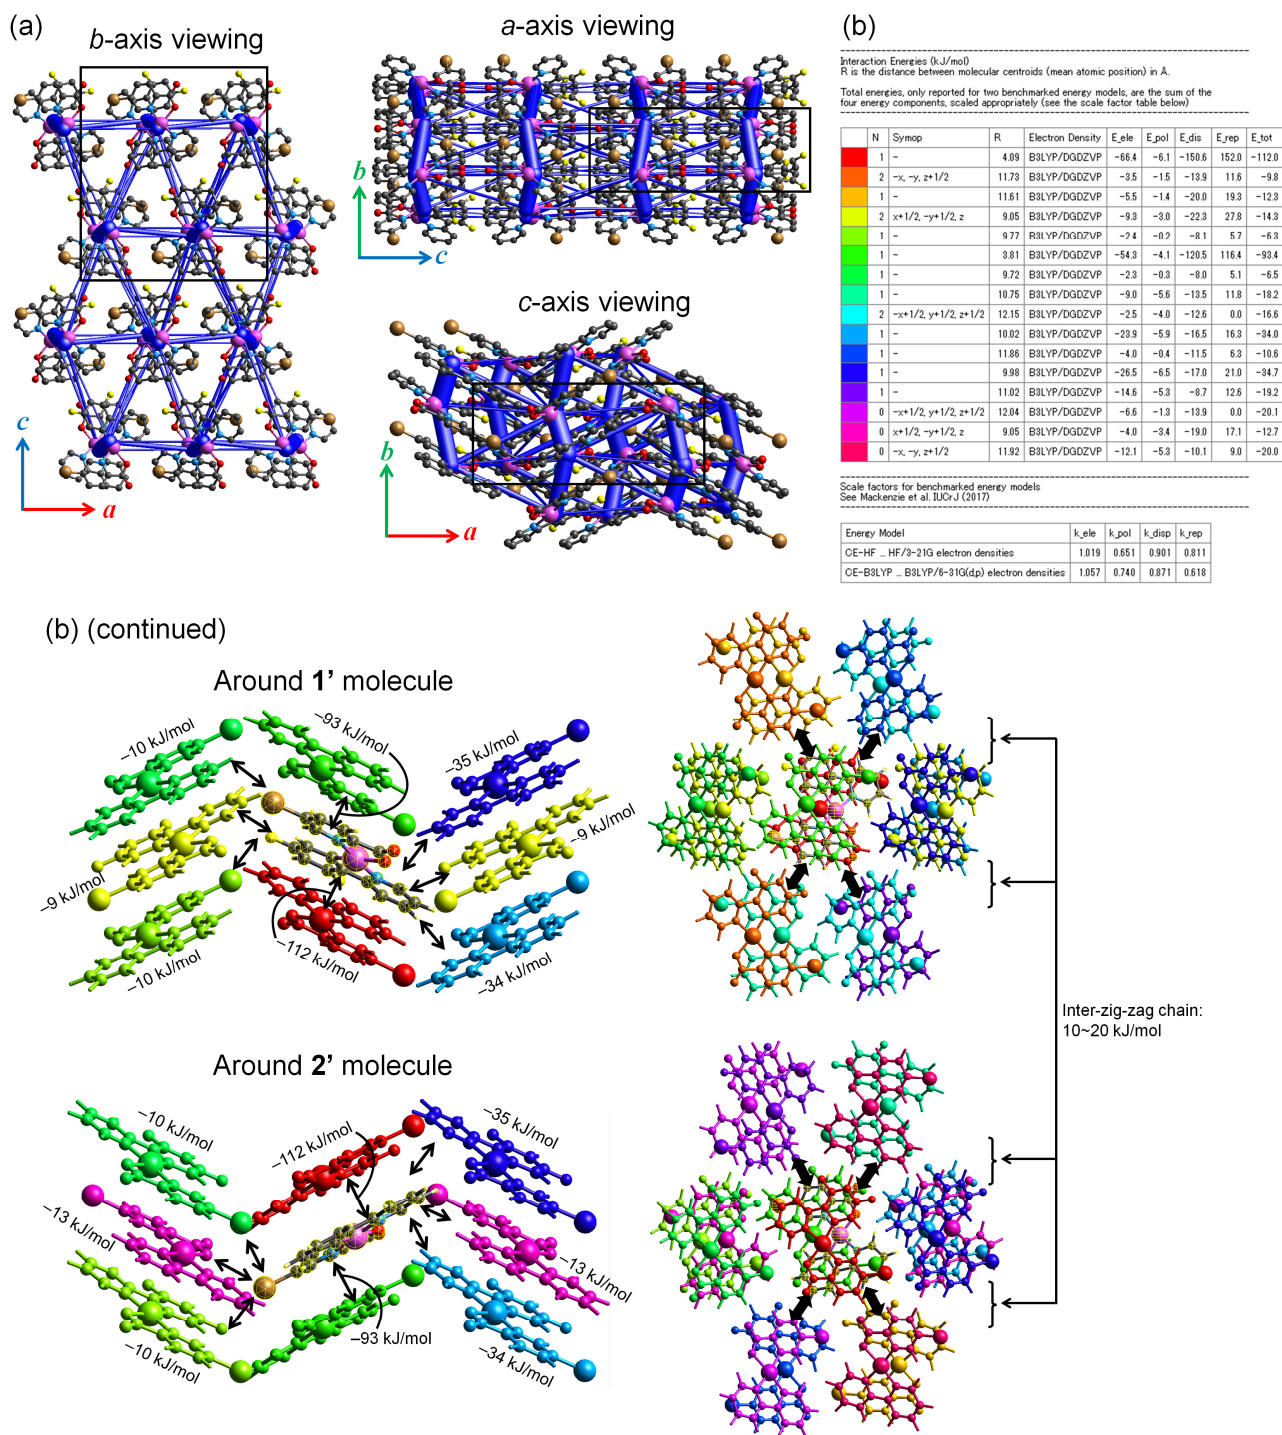 (a)
b-axis viewing
c
a
a-axis viewing
b
c
c-axis viewing
b
a
(b)
Interaction Energies (kJ/mol)
R is the distance between molecular centroids (mean atomic position) in Å.
Total energies, only reported for two benchmarked energy models, are the sum of the
four energy components, scaled appropriately (see the scale factor table below)
N Symop R Electron Density E_ele E_pol E_dis E_rep E_tot
1 - 4.09 B3LYP/DGDZVP -66.4 -6.1 -150.6 152.0 -112.0
2 -x, -y, z+1/2 11.73 B3LYP/DGDZVP -3.5 -1.5 -13.9 11.6 -9.8
1 - 11.61 B3LYP/DGDZVP -5.5 -1.4 -20.0 19.3 -12.3
2 x+1/2, -y+1/2, z 9.05 B3LYP/DGDZVP -9.3 -3.0 -22.3 27.8 -14.3
1 - 9.77 B3LYP/DGDZVP -2.4 -0.2 -8.1 5.7 -6.3
1 - 3.81 B3LYP/DGDZVP -54.3 -4.1 -120.5 116.4 -93.4
1 - 9.72 B3LYP/DGDZVP -2.3 -0.3 -8.0 5.1 -6.5
1 - 10.75 B3LYP/DGDZVP -9.0 -5.6 -13.5 11.8 -18.2
2 -x+1/2, y+1/2, z+1/2 12.15 B3LYP/DGDZVP -2.5 -4.0 -12.6 0.0 -16.6
1 - 10.02 B3LYP/DGDZVP -23.9 -5.9 -16.5 16.3 -34.0
1 - 11.86 B3LYP/DGDZVP -4.0 -0.4 -11.5 6.3 -10.6
1 - 9.98 B3LYP/DGDZVP -26.5 -6.5 -17.0 21.0 -34.7
1 - 11.02 B3LYP/DGDZVP -14.6 -5.3 -8.7 12.6 -19.2
0 -x+1/2, y+1/2, z+1/2 12.04 B3LYP/DGDZVP -6.6 -1.3 -13.9 0.0 -20.1
0 x+1/2, -y+1/2, z 9.05 B3LYP/DGDZVP -4.0 -3.4 -19.0 17.1 -12.7
0 -x, -y, z+1/2 11.92 B3LYP/DGDZVP -12.1 -5.3 -10.1 9.0 -20.0
Scale factors for benchmarked energy models
See Mackenzie et al. IUCrJ (2017)
Energy Model k_ele k_pol k_disp k_rep
CE-HF ... HF/3-21G electron densities 1.019 0.651 0.901 0.811
CE-B3LYP ... B3LYP/6-31G(d,p) electron densities 1.057 0.740 0.871 0.618
(b) (continued)
Around 1’ molecule
–10 kJ/mol
–93 kJ/mol
–35 kJ/mol
–9 kJ/mol
–9 kJ/mol
–112 kJ/mol
–10 kJ/mol
–34 kJ/mol
Inter-zig-zag chain:
10~20 kJ/mol
Around 2’ molecule
–10 kJ/mol
–112 kJ/mol
–35 kJ/mol
–13 kJ/mol
–13 kJ/mol
–93 kJ/mol
–10 kJ/mol
–34 kJ/mol